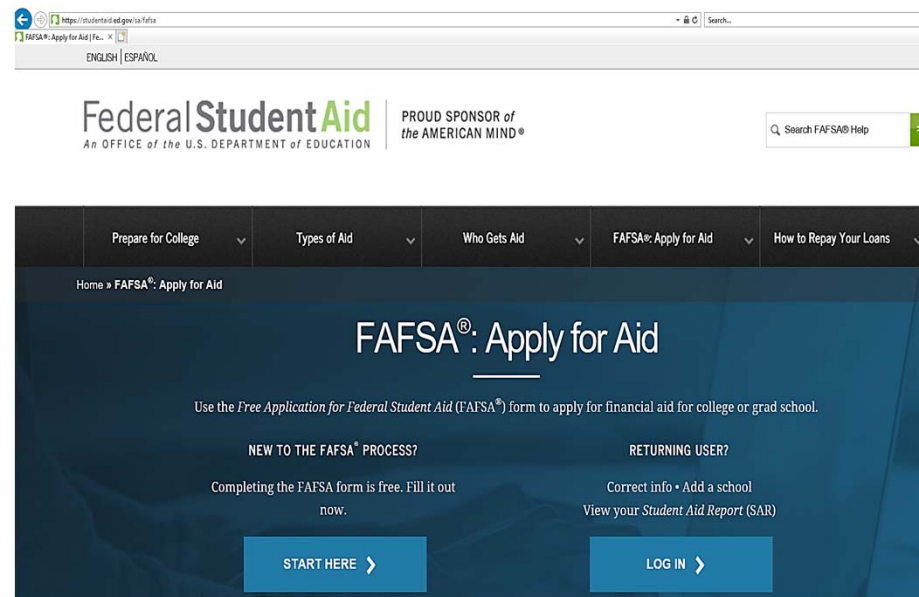 https://studentaid.ed.gov/sa/fafsa
Search...
FAFSA®: Apply for Aid | Fe...
ENGLISH | ESPAÑOL
Federal Student Aid
An OFFICE of the U.S. DEPARTMENT of EDUCATION
PROUD SPONSOR of
the AMERICAN MIND®
Search FAFSA® Help
Prepare for College
Types of Aid
Who Gets Aid
FAFSA®: Apply for Aid
How to Repay Your Loans
Home » FAFSA®: Apply for Aid
FAFSA®: Apply for Aid
Use the Free Application for Federal Student Aid (FAFSA®) form to apply for financial aid for college or grad school.
NEW TO THE FAFSA® PROCESS?
Completing the FAFSA form is free. Fill it out
now.
START HERE
RETURNING USER?
Correct info • Add a school
View your Student Aid Report (SAR)
LOG IN